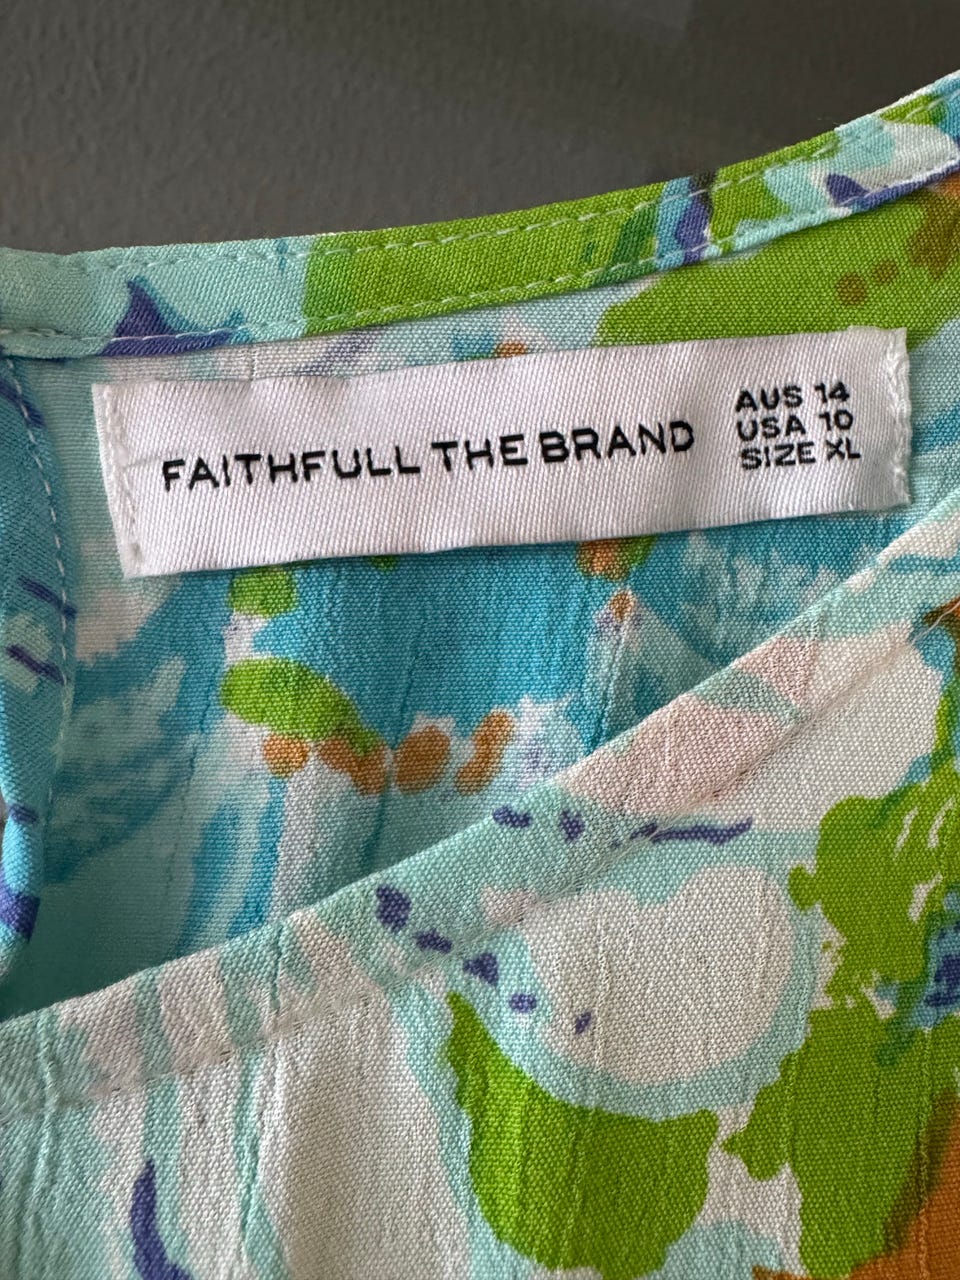 FAITHFULL THE BRAND
AUS 14
USA 10
SIZE XL